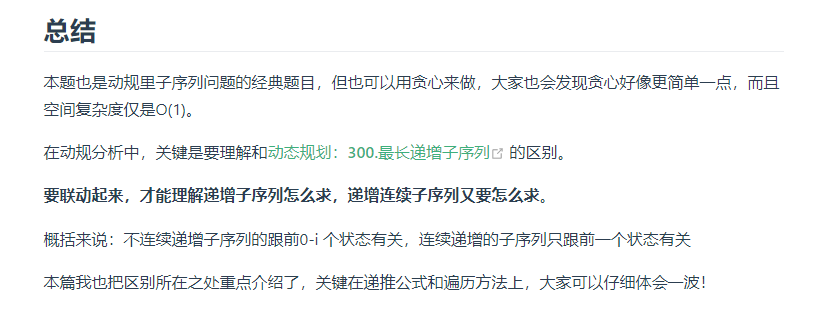 总结
本题也是动规里子序列问题的经典题目，但也可以用贪心来做，大家也会发现贪心好像更简单一点，而且
空间复杂度仅是O(1)。
在动规分析中，关键是要理解和动态规划：300.最长递增子序列 的区别。
要联动起来，才能理解递增子序列怎么求，递增连续子序列又要怎么求。
概括来说：不连续递增子序列的跟前0-i 个状态有关，连续递增的子序列只跟前一个状态有关
本篇我也把区别所在之处重点介绍了，关键在递推公式和遍历方法上，大家可以仔细体会一波！